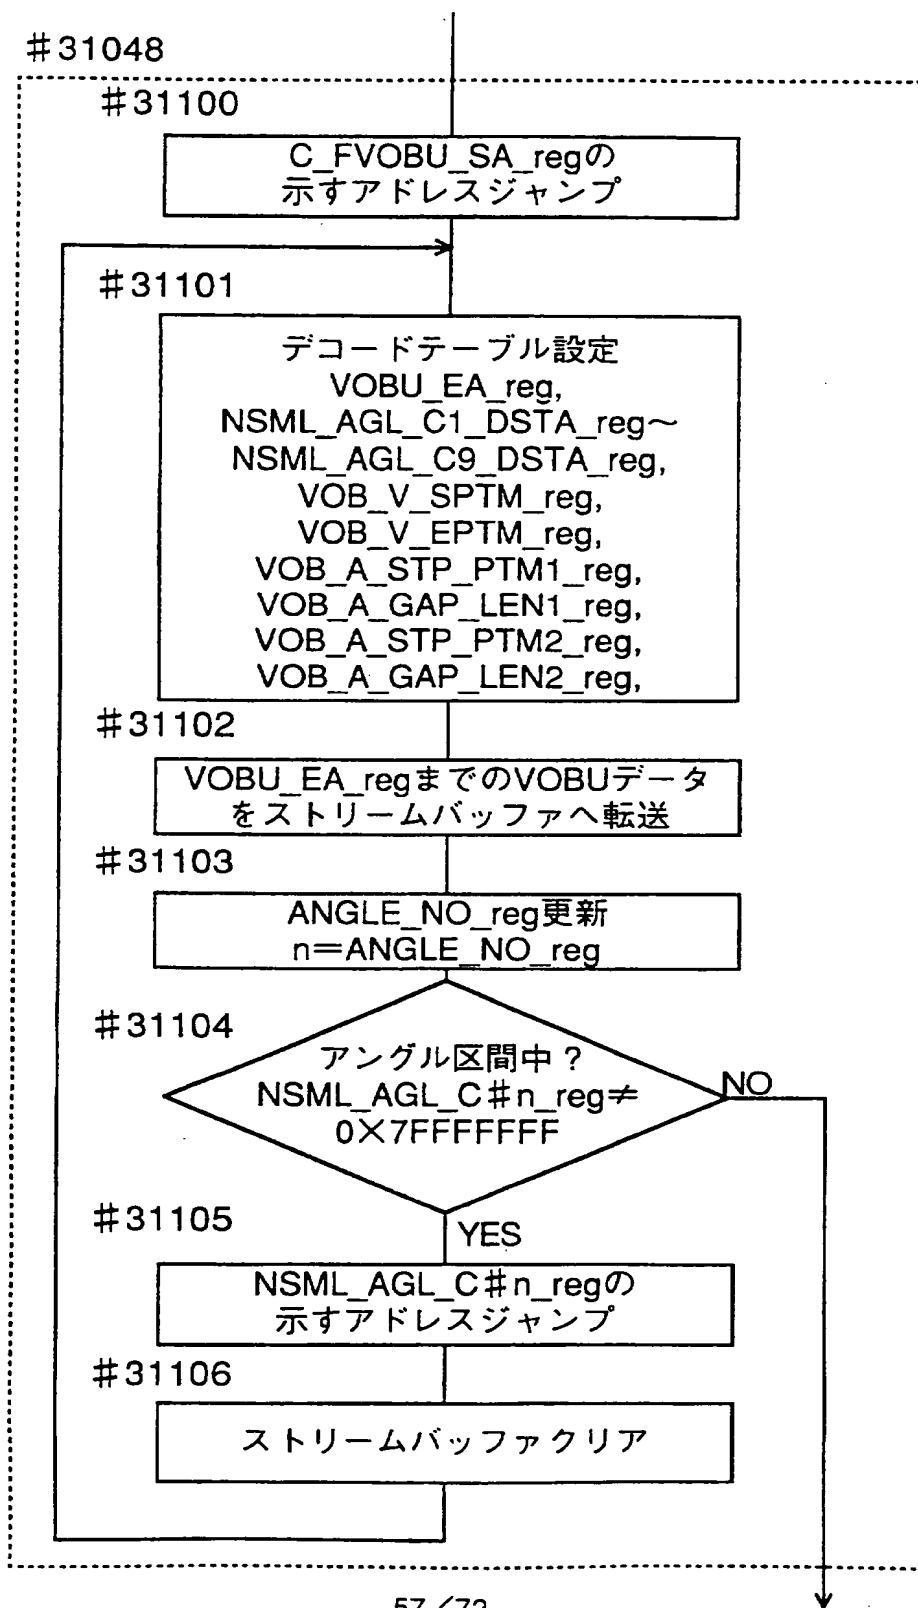 #31048
#31100
C_FVOBU_SA_regの
示すアドレスジャンプ
#31101
デコードテーブル設定
VOBU_EA_reg,
NSML_AGL_C1_DSTA_reg〜
NSML_AGL_C9_DSTA_reg,
VOB_V_SPTM_reg,
VOB_V_EPTM_reg,
VOB_A_STP_PTM1_reg,
VOB_A_GAP_LEN1_reg,
VOB_A_STP_PTM2_reg,
VOB_A_GAP_LEN2_reg,
#31102
VOBU_EA_regまでのVOBUデータ
をストリームバッファへ転送
#31103
ANGLE_NO_reg更新
n=ANGLE_NO_reg
#31104
アングル区間中?
NSML_AGL_C#n_reg≠
0×7FFFFFFF
NO
#31105
YES
NSML_AGL_C#n_regの
示すアドレスジャンプ
#31106
ストリームバッファクリア
57/72